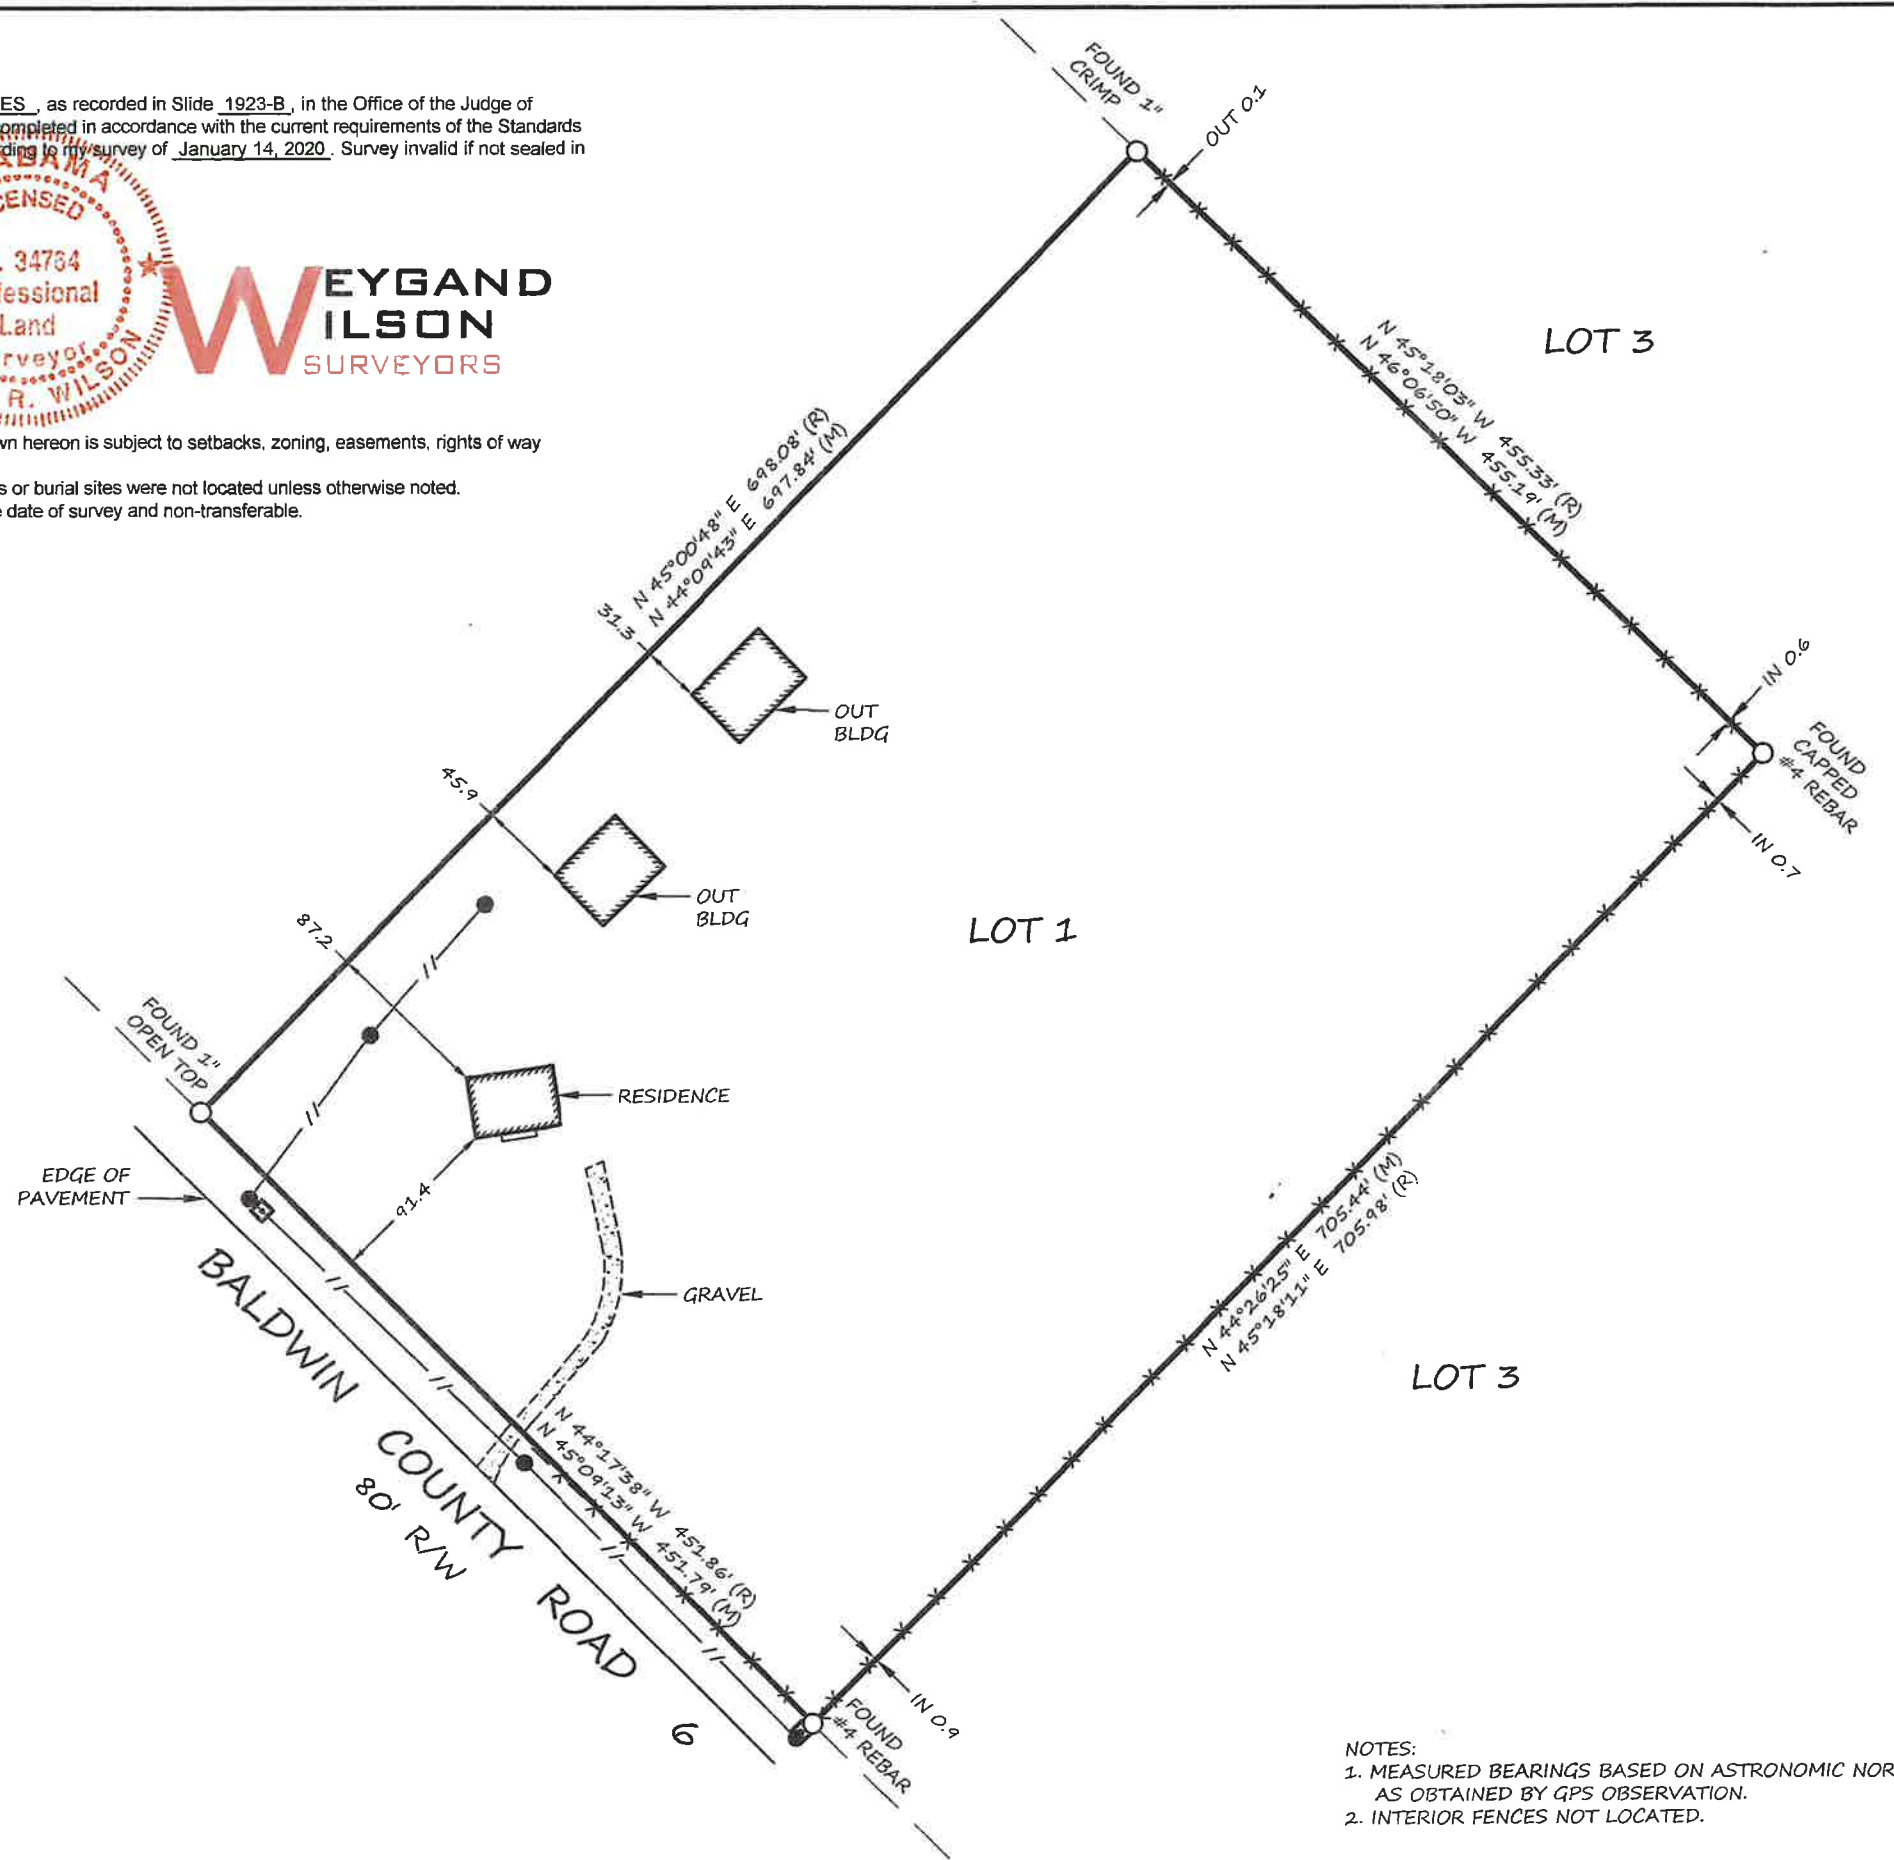 ES , as recorded in Slide 1923-B , in the Office of the Judge of
completed in accordance with the current requirements of the Standards
ding to my survey of January 14, 2020 . Survey invalid if not sealed in
ABAMA
CENSED
. 34764
fessional
Land
rveyor
R. WILSON
WEYGAND
WILSON
SURVEYORS
wn hereon is subject to setbacks, zoning, easements, rights of way
s or burial sites were not located unless otherwise noted.
e date of survey and non-transferable.
FOUND 1"
CRIMP
OUT 0.1
LOT 3
N 45°18'03" W 455.33' (R)
N 46°06'50" W 455.19' (M)
N 45°00'48" E 698.08' (R)
N 44°09'43" E 697.84' (M)
31.3
OUT
BLDG
IN 0.6
FOUND
CAPPED
#4 REBAR
IN 0.7
45.9
OUT
BLDG
LOT 1
87.2
FOUND 1"
OPEN TOP
RESIDENCE
EDGE OF
PAVEMENT
91.4
GRAVEL
N 44°26'25" E 705.44' (M)
N 45°18'11" E 705.98' (R)
LOT 3
BALDWIN COUNTY ROAD 6
80' R/W
N 44°17'38" W 451.86' (R)
N 45°09'13" W 451.79' (M)
IN 0.9
FOUND
#4 REBAR
NOTES:
1. MEASURED BEARINGS BASED ON ASTRONOMIC NOR
AS OBTAINED BY GPS OBSERVATION.
2. INTERIOR FENCES NOT LOCATED.